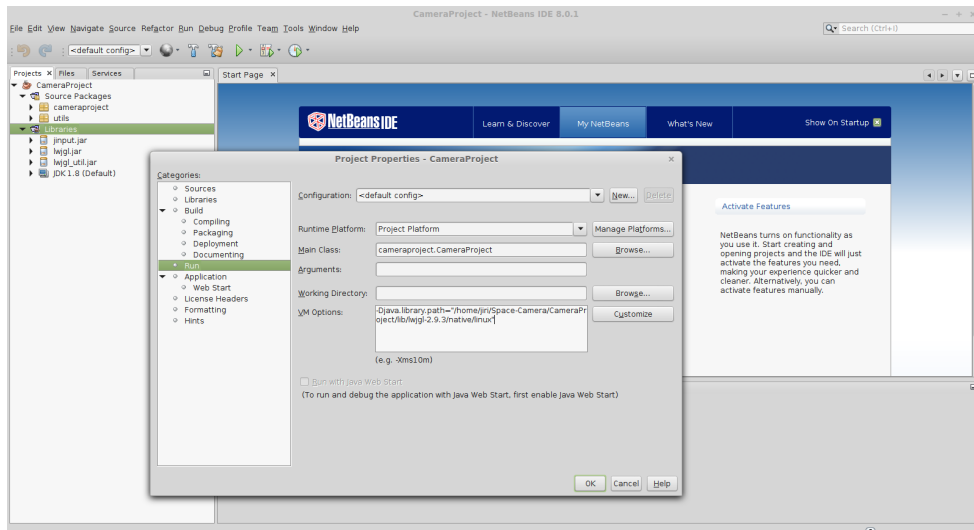 CameraProject - NetBeans IDE 8.0.1
File Edit View Navigate Source Refactor Run Debug Profile Team Tools Window Help
Search (Ctrl+I)
<default config>
Projects Files Services
Start Page
CameraProject
Source Packages
cameraproject
utils
Libraries
jinput.jar
lwjgl.jar
lwjgl_util.jar
JDK 1.8 (Default)
NetBeans IDE
Learn & Discover
My NetBeans
What's New
Show On Startup
Activate Features
NetBeans turns on functionality as
you use it. Start creating and
opening projects and the IDE will just
activate the features you need,
making your experience quicker and
cleaner. Alternatively, you can
activate features manually.
Project Properties - CameraProject
Categories:
Sources
Libraries
Build
Compiling
Packaging
Deployment
Documenting
Run
Application
Web Start
License Headers
Formatting
Hints
Configuration: <default config> New... Delete
Runtime Platform: Project Platform Manage Platforms...
Main Class: cameraproject.CameraProject Browse...
Arguments:
Working Directory: Browse...
VM Options: -Djava.library.path="/home/jiri/Space-Camera/CameraPr
oject/lib/lwjgl-2.9.3/native/linux" Customize
(e.g. -Xms10m)
Run with Java Web Start
(To run and debug the application with Java Web Start, first enable Java Web Start)
OK Cancel Help